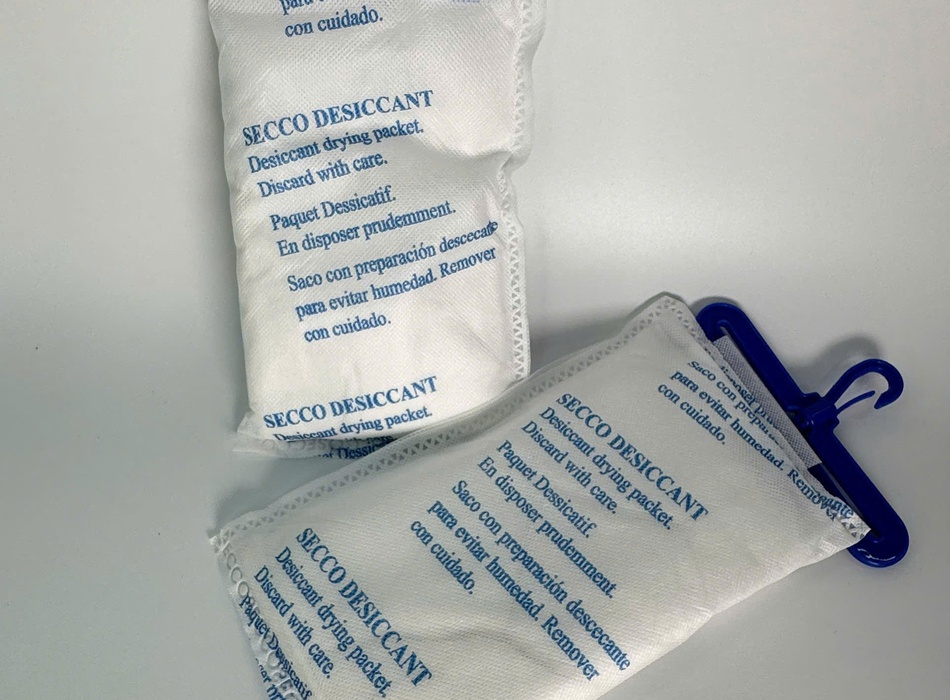 con cuidado.
SECCO DESICCANT
Desiccant drying packet.
Discard with care.
Paquet Dessicatif.
En disposer prudemment.
Saco con preparación descecante
para evitar humedad. Remover
con cuidado.
SECCO DESICCANT
Desiccant drying packet.
Saco con
para evitar humedad. Remover
con cuidado.
SECCO DESICCANT
Desiccant drying packet.
Discard with care.
Paquet Dessicatif.
En disposer prudemment.
Saco con preparación descecante
para evitar humedad. Remover
con cuidado.
SECCO DESICCANT
Desiccant drying packet.
Discard with care.
Paquet Dessicatif.